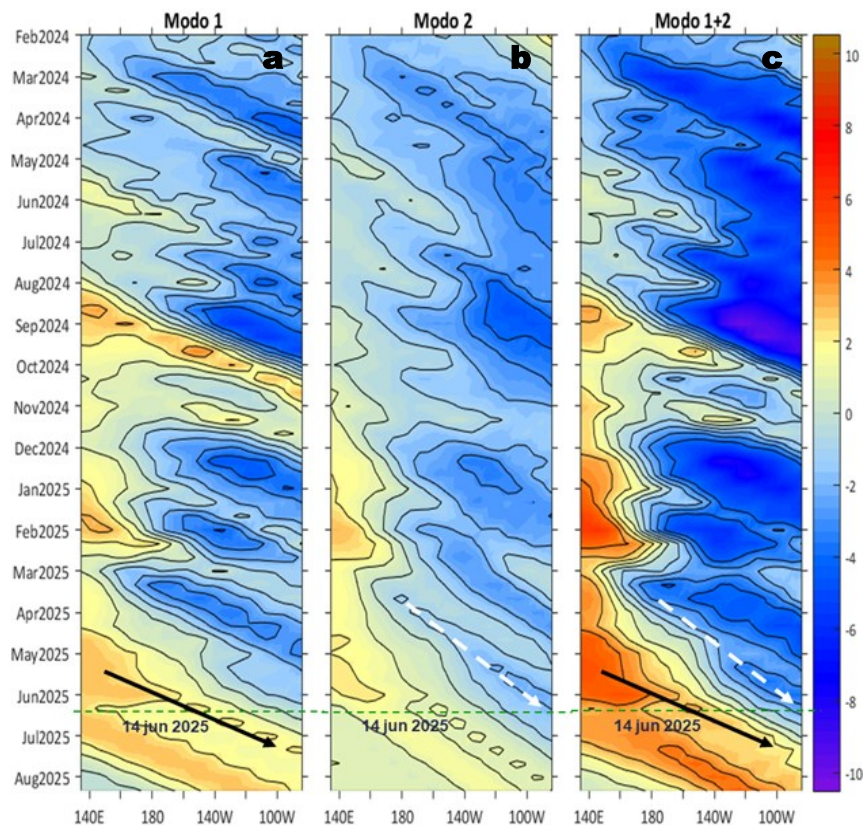 Modo 1 Modo 2 Modo 1+2
a b c
Feb2024
Mar2024
Apr2024
May2024
Jun2024
Jul2024
Aug2024
Sep2024
Oct2024
Nov2024
Dec2024
Jan2025
Feb2025
Mar2025
Apr2025
May2025
Jun2025
Jul2025
Aug2025
14 jun 2025 14 jun 2025 14 jun 2025
140E 180 140W 100W 140E 180 140W 100W 140E 180 140W 100W
10
8
6
4
2
0
-2
-4
-6
-8
-10